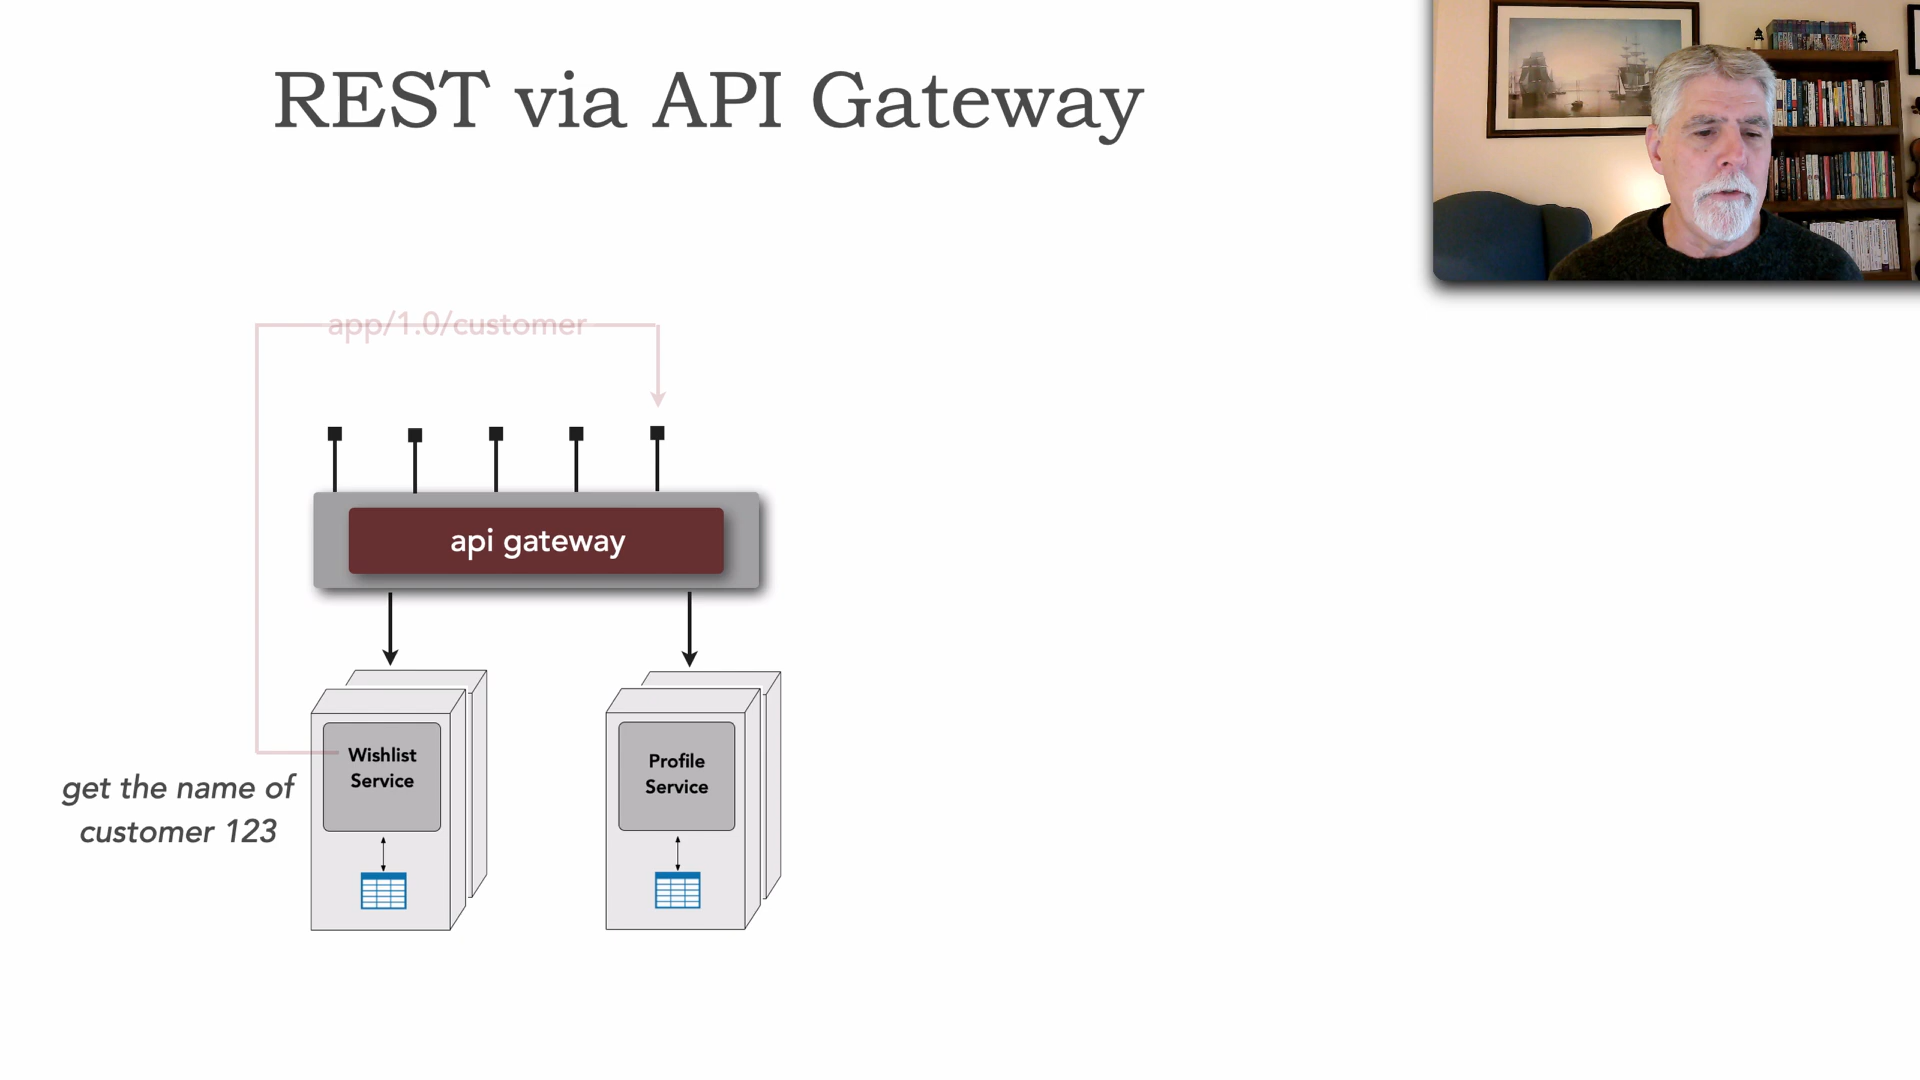 REST via API Gateway
app/1.0/customer
api gateway
Wishlist
Service
Profile
Service
get the name of
customer 123